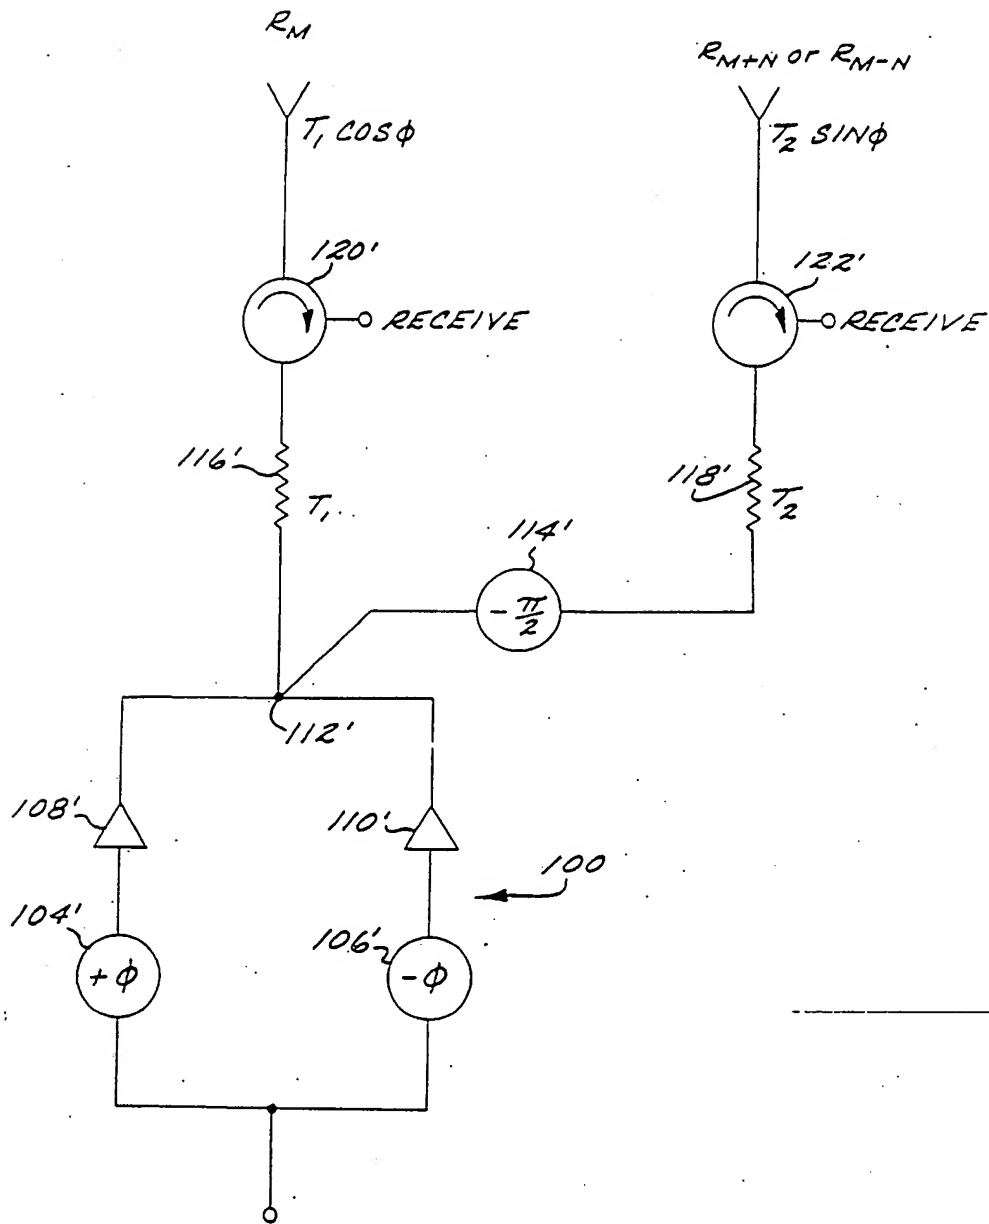 R_M
R_M+N or R_M-N
T_1 COSφ
T_2 SINφ
120'
122'
RECEIVE
RECEIVE
116'
118'
T_1
T_2
114'
-π/2
112'
108'
110'
100
104'
106'
+φ
-φ